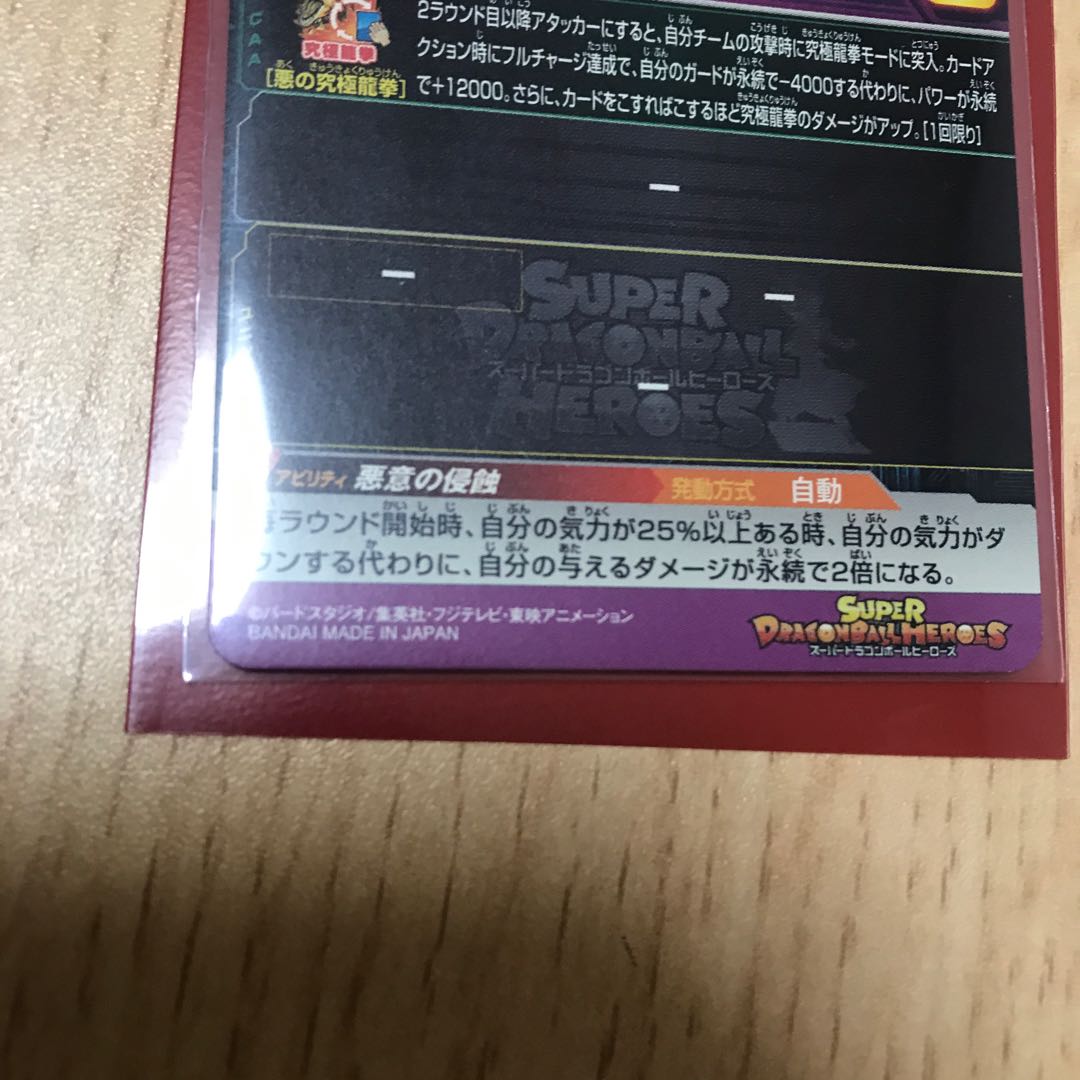 2ラウンド目以降アタッカーにすると、自分チームの攻撃時に究極龍拳モードに突入。カードア
クション時にフルチャージ達成で、自分のガードが永続で−4000する代わりに、パワーが永続
で+12000。さらに、カードをこすればこするほど究極龍拳のダメージがアップ。[1回限り]
究極龍拳
[悪の究極龍拳]
CAA
ー
ー
ー
ー
SUPER
DRAGONBALL
スーパードラゴンボールヒーローズ
HEROES
アビリティ 悪意の侵蝕 発動方式 自動
ラウンド開始時、自分の気力が25%以上ある時、自分の気力がダ
ウンする代わりに、自分の与えるダメージが永続で2倍になる。
©バードスタジオ/集英社・フジテレビ・東映アニメーション
BANDAI MADE IN JAPAN
SUPER
DRAGONBALL HEROES
スーパードラゴンボールヒーローズ